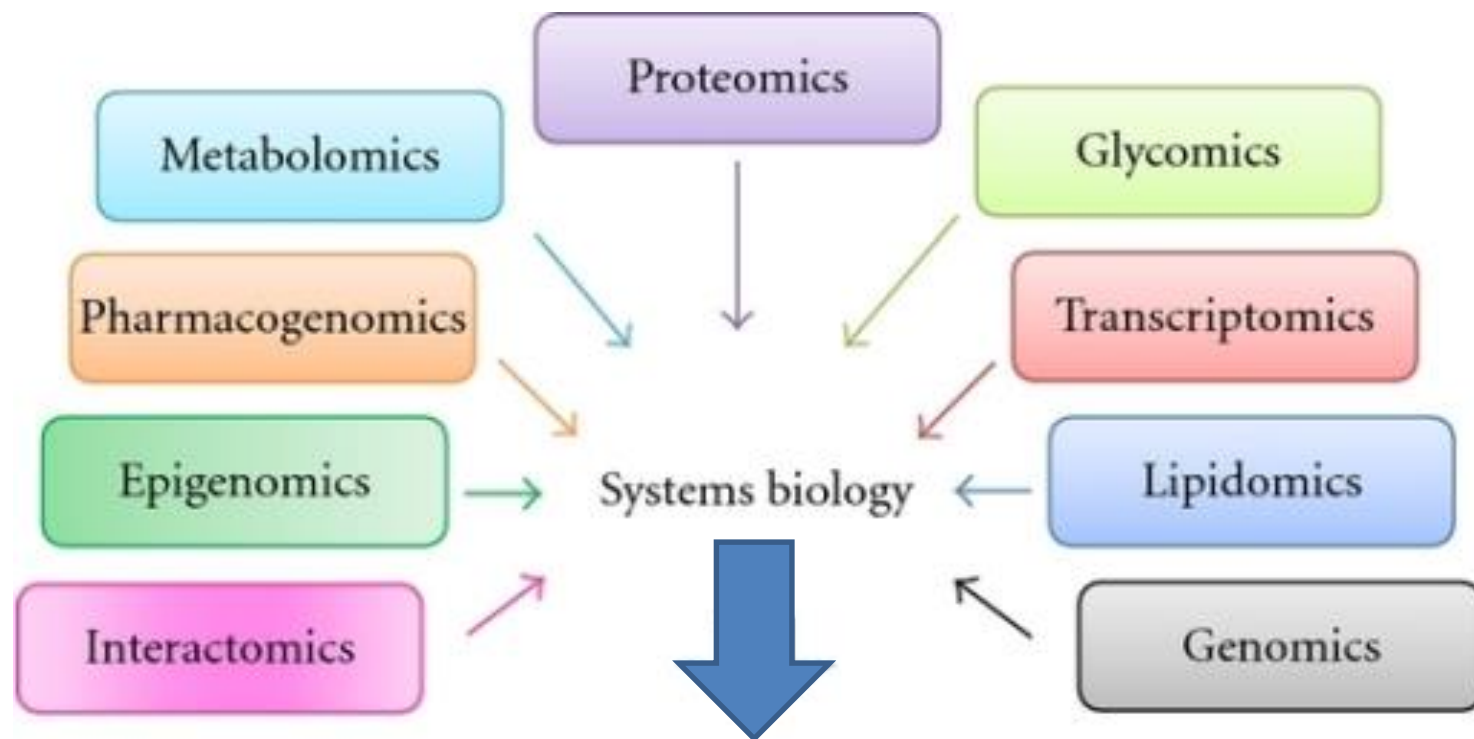 Proteomics
Metabolomics
Glycomics
Pharmacogenomics
Transcriptomics
Epigenomics
Systems biology
Lipidomics
Interactomics
Genomics